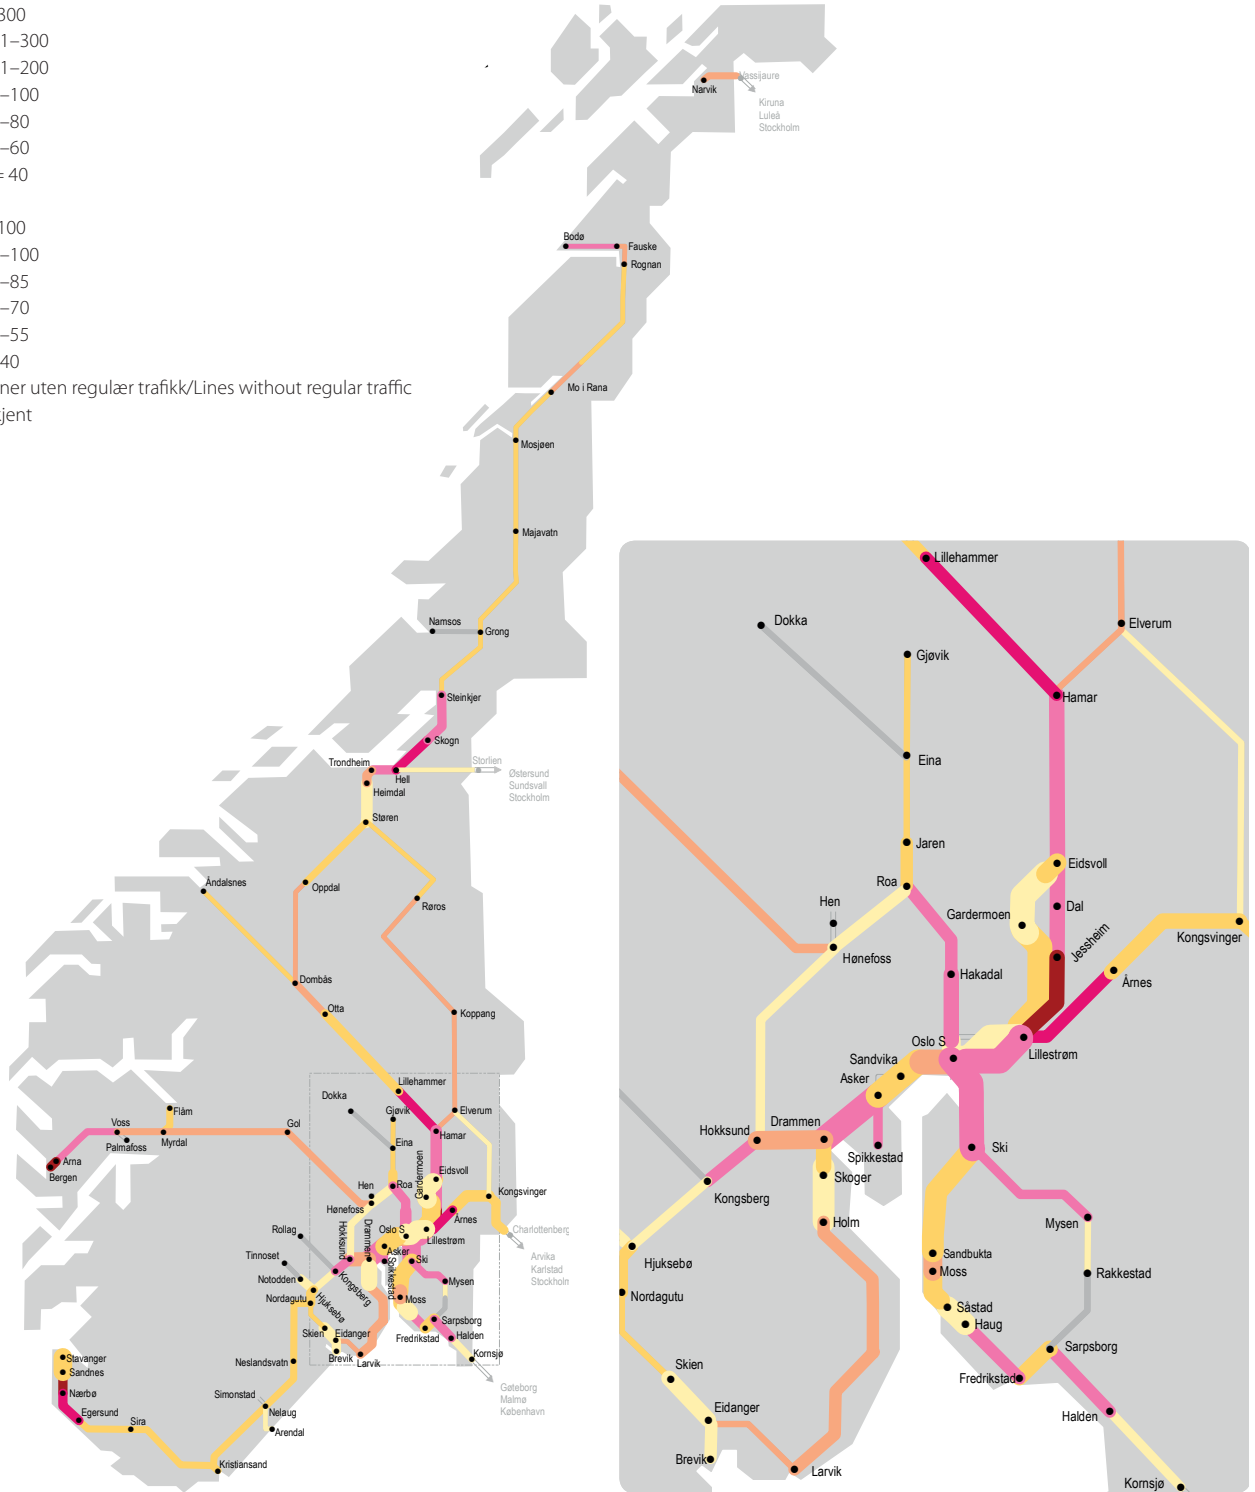 300
1–300
1–200
–100
–80
–60
= 40
100
–100
–85
–70
–55
40
ner uten regulær trafikk/Lines without regular traffic
kjent
Vassijaure
Narvik
Kiruna
Luleå
Stockholm
Bodø
Fauske
Rognan
Mo i Rana
Mosjøen
Majavatn
Namsos
Grong
Steinkjer
Skogn
Trondheim
Storlien
Hell
Østersund
Sundsvall
Stockholm
Heimdal
Støren
Åndalsnes
Oppdal
Røros
Dombås
Otta
Koppang
Lillehammer
Dokka
Gjøvik
Elverum
Flåm
Voss
Gol
Hamar
Palmafoss
Myrdal
Eina
Arna
Bergen
Gardermoen
Eidsvoll
Hen
Roa
Kongsvinger
Hønefoss
Årnes
Rollag
Hokksund
Drammen
Oslo S
Lillestrøm
Charlottenberg
Asker
Tinnoset
Ski
Arvika
Karlstad
Stockholm
Notodden
Kongsberg
Spikkestad
Mysen
Nordagutu
Hjuksebø
Moss
Skien
Eidanger
Sarpsborg
Fredrikstad
Halden
Brevik
Larvik
Kornsjø
Stavanger
Sandnes
Neslandsvatn
Nærbø
Simonstad
Gøteborg
Malmø
København
Egersund
Nelaug
Sira
Arendal
Kristiansand
Lillehammer
Dokka
Elverum
Gjøvik
Hamar
Eina
Jaren
Eidsvoll
Roa
Hen
Dal
Gardermoen
Kongsvinger
Jessheim
Hønefoss
Hakadal
Årnes
Oslo S
Lillestrøm
Sandvika
Asker
Drammen
Hokksund
Spikkestad
Ski
Skoger
Kongsberg
Holm
Mysen
Sandbukta
Hjuksebø
Moss
Rakkestad
Nordagutu
Såstad
Haug
Sarpsborg
Skien
Fredrikstad
Eidanger
Halden
Brevik
Larvik
Kornsjø